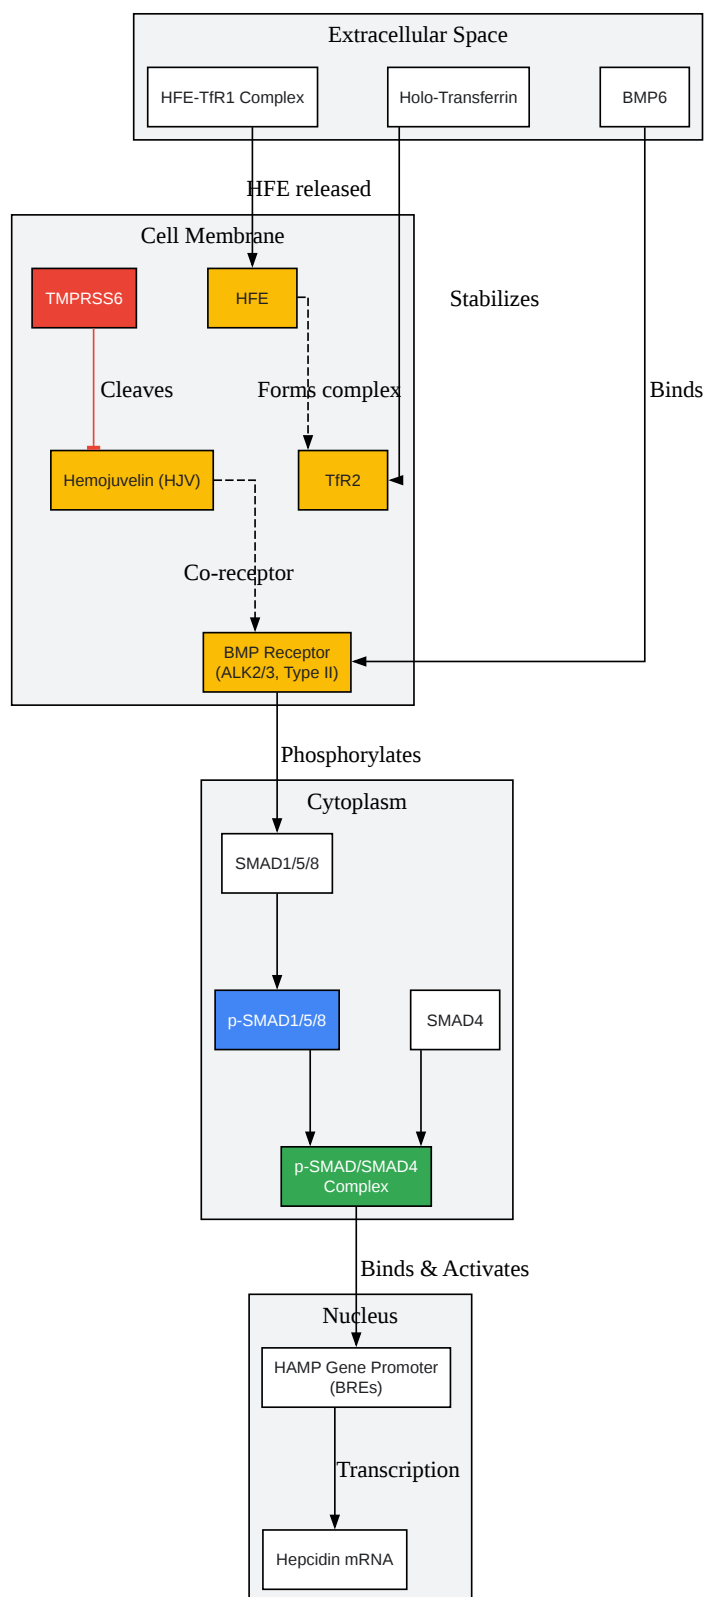 Extracellular Space
HFE-TfR1 Complex
Holo-Transferrin
BMP6
HFE released
Cell Membrane
TMPRSS6
HFE
Stabilizes
Cleaves
Forms complex
Binds
Hemojuvelin (HJV)
TfR2
Co-receptor
BMP Receptor
(ALK2/3, Type II)
Phosphorylates
Cytoplasm
SMAD1/5/8
p-SMAD1/5/8
SMAD4
p-SMAD/SMAD4
Complex
Binds & Activates
Nucleus
HAMP Gene Promoter
(BREs)
Transcription
Hepcidin mRNA